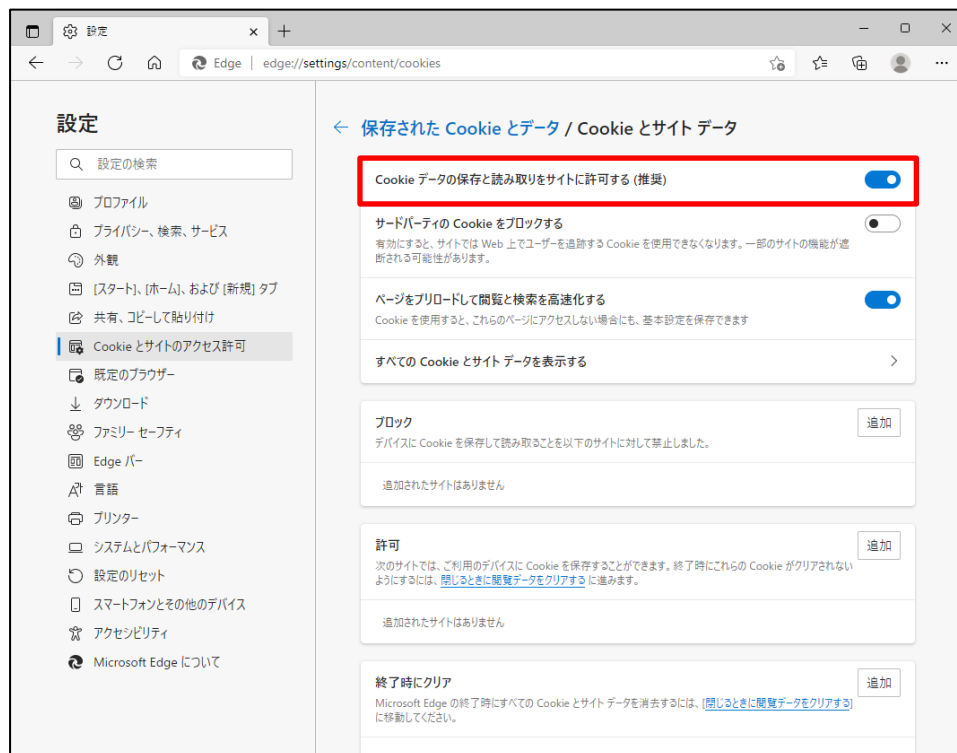 設定
Edge
edge://settings/content/cookies
設定
設定の検索
プロファイル
プライバシー、検索、サービス
外観
[スタート]、[ホーム]、および [新規] タブ
共有、コピーして貼り付け
Cookie とサイトのアクセス許可
既定のブラウザー
ダウンロード
ファミリー セーフティ
Edge バー
言語
プリンター
システムとパフォーマンス
設定のリセット
スマートフォンとその他のデバイス
アクセシビリティ
Microsoft Edge について
保存された Cookie とデータ / Cookie とサイト データ
Cookie データの保存と読み取りをサイトに許可する (推奨)
サードパーティの Cookie をブロックする
有効にすると、サイトでは Web 上でユーザーを追跡する Cookie を使用できなくなります。一部のサイトの機能が遮
断される可能性があります。
ページをプリロードして閲覧と検索を高速化する
Cookie を使用すると、これらのページにアクセスしない場合にも、基本設定を保存できます
すべての Cookie とサイト データを表示する
ブロック
追加
デバイスに Cookie を保存して読み取ることを以下のサイトに対して禁止しました。
追加されたサイトはありません
許可
追加
次のサイトでは、ご利用のデバイスに Cookie を保存することができます。終了時にこれらの Cookie がクリアされない
ようにするには、閉じるときに閲覧データをクリアする に進みます。
追加されたサイトはありません
終了時にクリア
追加
Microsoft Edge の終了時にすべての Cookie とサイト データを消去するには、[閉じるときに閲覧データをクリアする]
に移動してください。